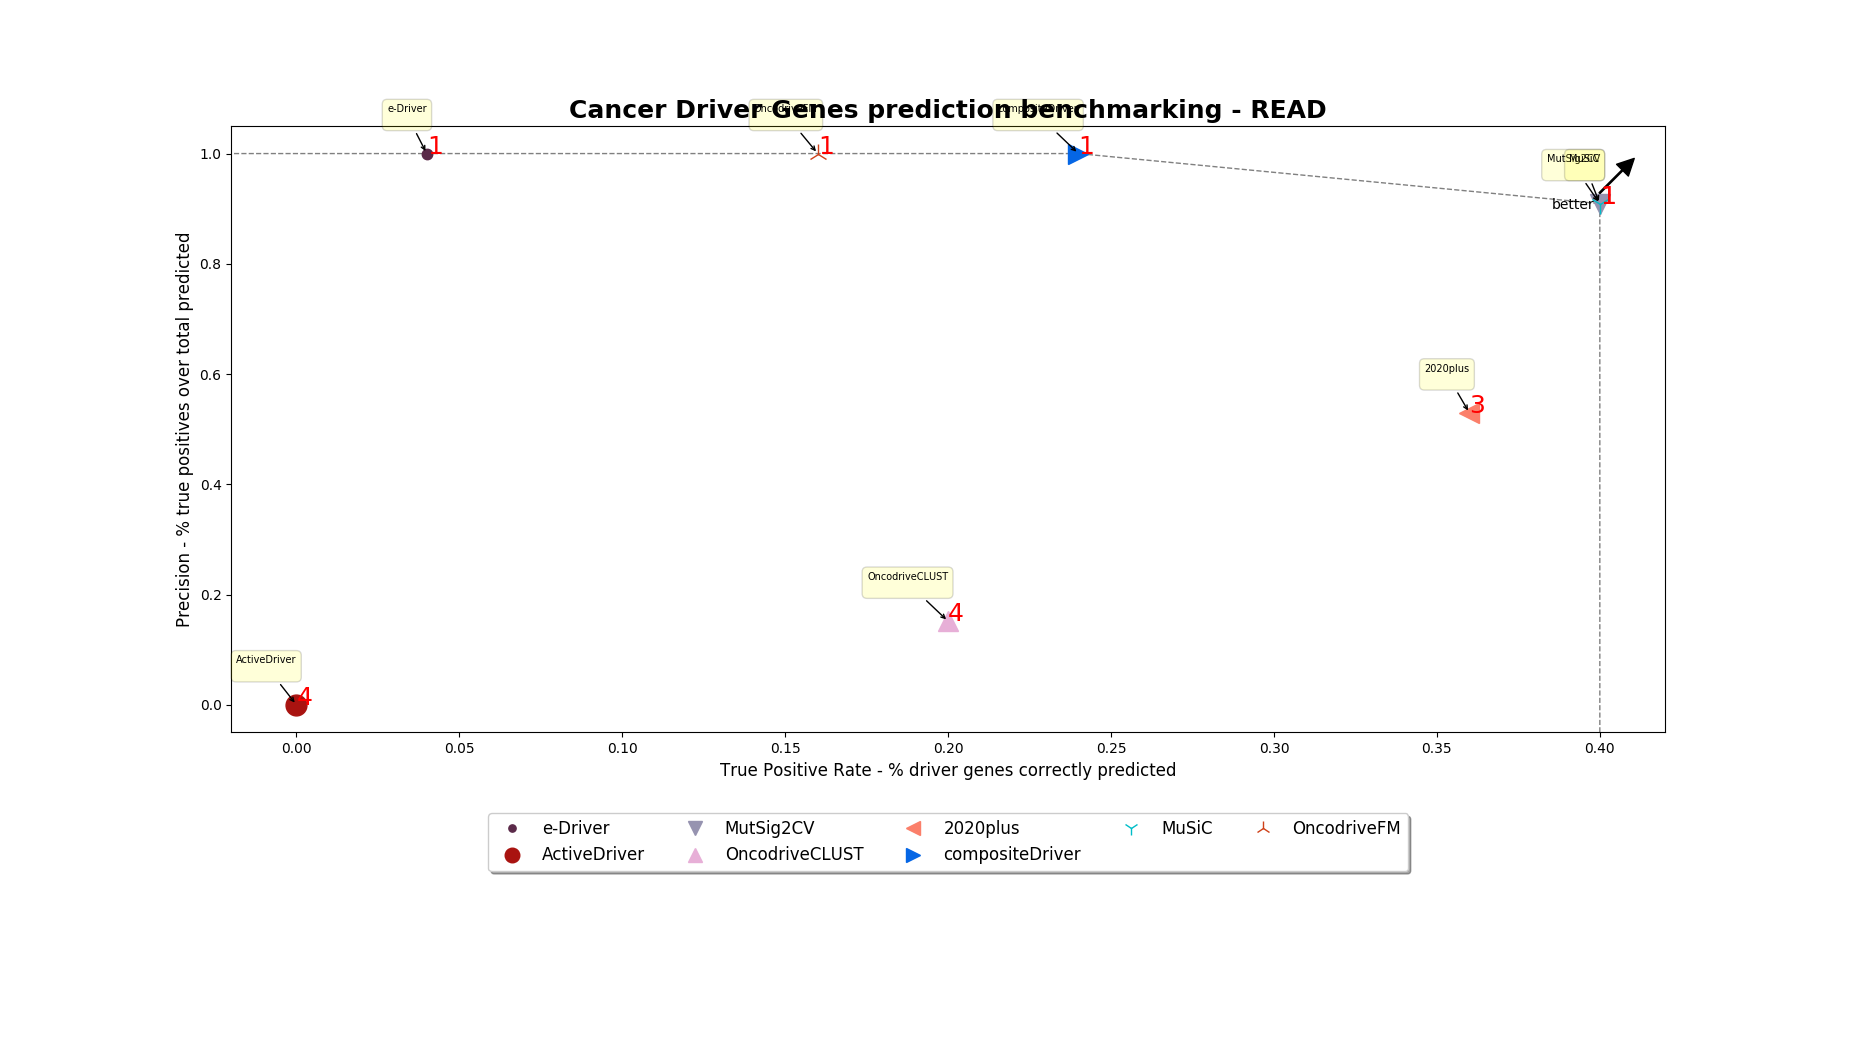 Cancer Driver Genes prediction benchmarking - READ
e-Driver
1
1
1
MutSig2CV
MuSiC
1
better
2020plus
3
OncodriveCLUST
4
ActiveDriver
4
Precision - % true positives over total predicted
1.0
0.8
0.6
0.4
0.2
0.0
0.00 0.05 0.10 0.15 0.20 0.25 0.30 0.35 0.40
True Positive Rate - % driver genes correctly predicted
e-Driver MutSig2CV 2020plus MuSiC OncodriveFM
ActiveDriver OncodriveCLUST compositeDriver